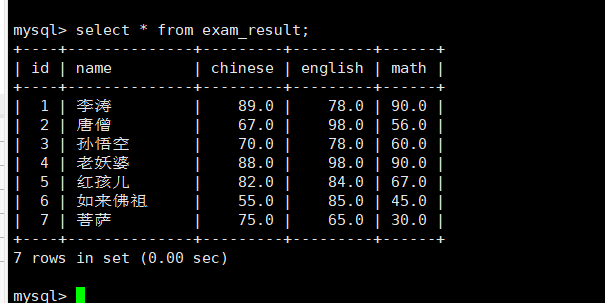 mysql> select * from exam_result;
+----+-----------+---------+---------+------+
| id | name | chinese | english | math |
+----+-----------+---------+---------+------+
| 1 | 李涛 | 89.0 | 78.0 | 90.0 |
| 2 | 唐僧 | 67.0 | 98.0 | 56.0 |
| 3 | 孙悟空 | 70.0 | 78.0 | 60.0 |
| 4 | 老妖婆 | 88.0 | 98.0 | 90.0 |
| 5 | 红孩儿 | 82.0 | 84.0 | 67.0 |
| 6 | 如来佛祖 | 55.0 | 85.0 | 45.0 |
| 7 | 菩萨 | 75.0 | 65.0 | 30.0 |
+----+-----------+---------+---------+------+
7 rows in set (0.00 sec)
mysql>